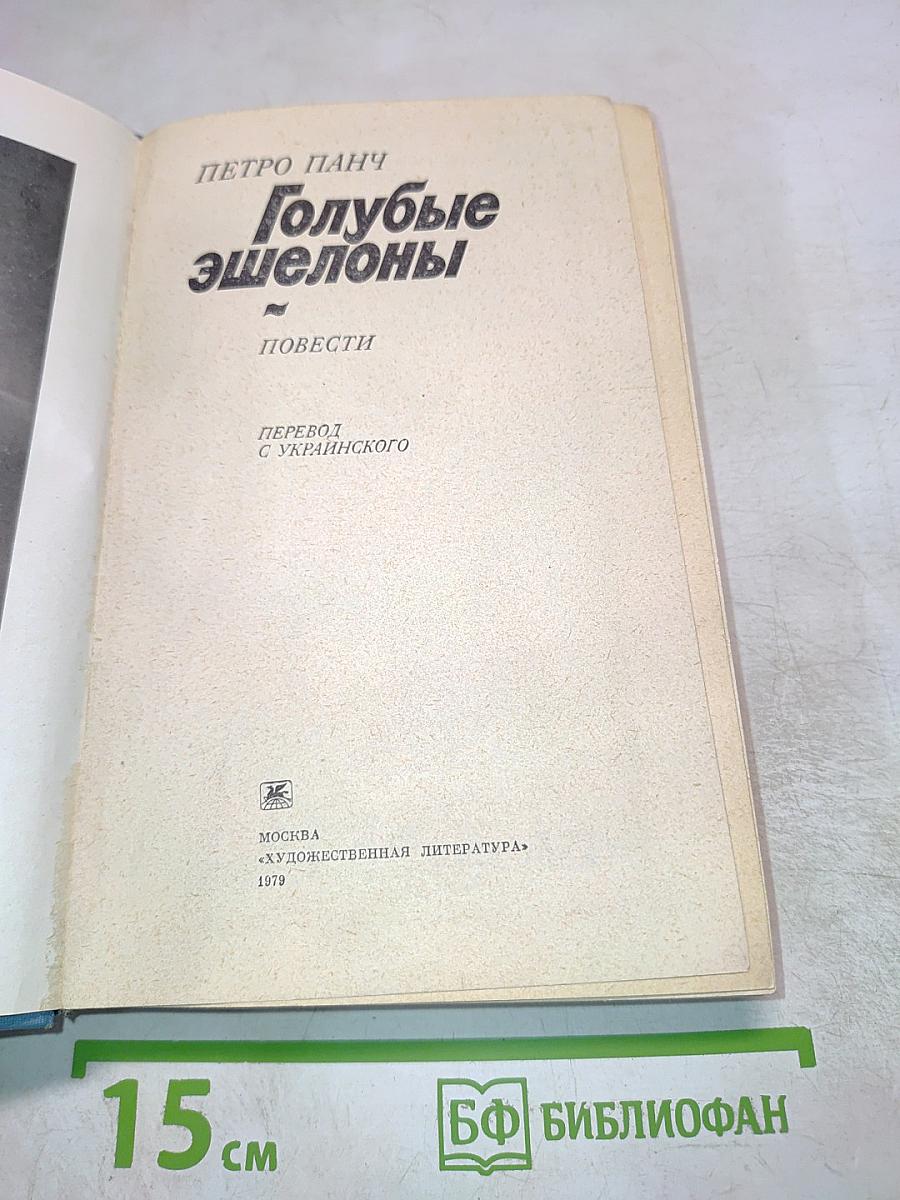 ПЕТРО ПАНЧ
Голубые
эшелоны
~
ПОВЕСТИ
ПЕРЕВОД
С УКРАИНСКОГО
МОСКВА
«ХУДОЖЕСТВЕННАЯ ЛИТЕРАТУРА»
1979
15 см
БФ БИБЛИОФАН